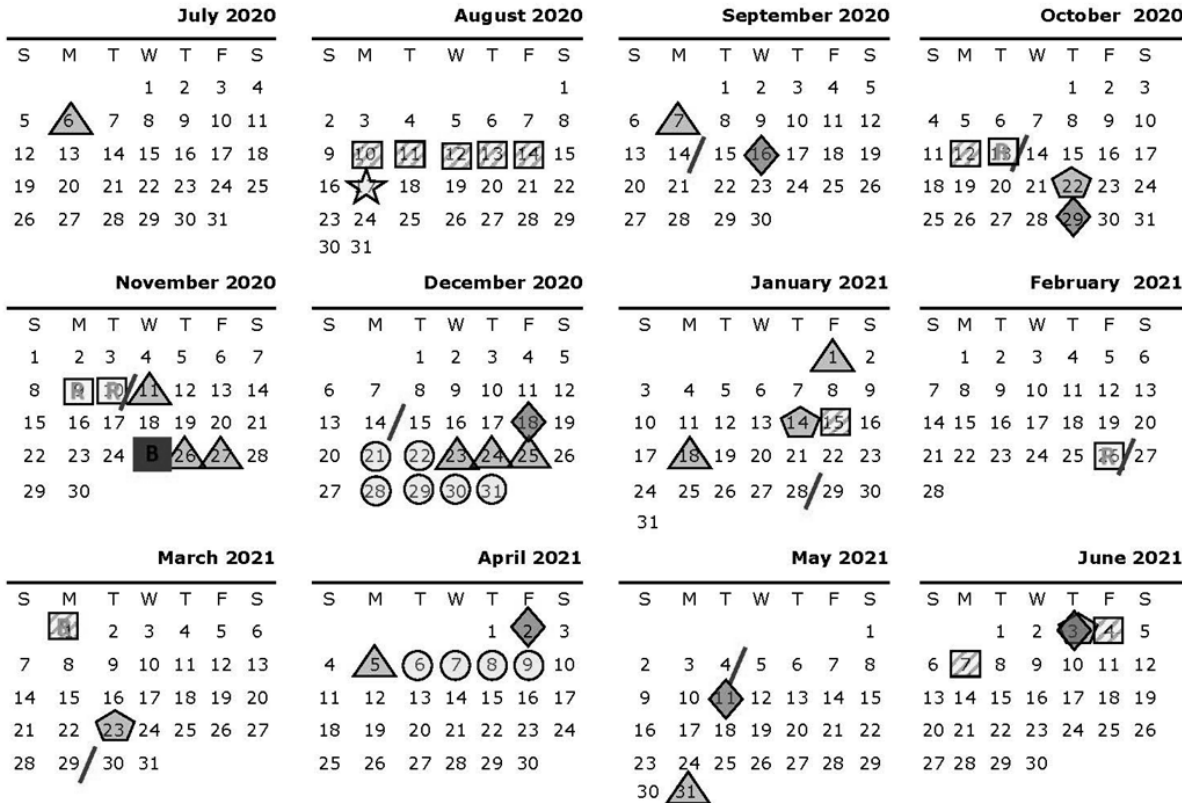 July 2020
S M T W T F S
1 2 3 4
5 6 7 8 9 10 11
12 13 14 15 16 17 18
19 20 21 22 23 24 25
26 27 28 29 30 31
August 2020
S M T W T F S
1
2 3 4 5 6 7 8
9 10 11 12 13 14 15
16 17 18 19 20 21 22
23 24 25 26 27 28 29
30 31
September 2020
S M T W T F S
1 2 3 4 5
6 7 8 9 10 11 12
13 14 15 16 17 18 19
20 21 22 23 24 25 26
27 28 29 30
October 2020
S M T W T F S
1 2 3
4 5 6 7 8 9 10
11 12 13 14 15 16 17
18 19 20 21 22 23 24
25 26 27 28 29 30 31
November 2020
S M T W T F S
1 2 3 4 5 6 7
8 R R 11 12 13 14
15 16 17 18 19 20 21
22 23 24 B 26 27 28
29 30
December 2020
S M T W T F S
1 2 3 4 5
6 7 8 9 10 11 12
13 14 15 16 17 18 19
20 21 22 23 24 25 26
27 28 29 30 31
January 2021
S M T W T F S
1 2
3 4 5 6 7 8 9
10 11 12 13 14 15 16
17 18 19 20 21 22 23
24 25 26 27 28 29 30
31
February 2021
S M T W T F S
1 2 3 4 5 6
7 8 9 10 11 12 13
14 15 16 17 18 19 20
21 22 23 24 25 R 27
28
March 2021
S M T W T F S
2 3 4 5 6
7 8 9 10 11 12 13
14 15 16 17 18 19 20
21 22 23 24 25 26 27
28 29 30 31
April 2021
S M T W T F S
1 2 3
4 5 6 7 8 9 10
11 12 13 14 15 16 17
18 19 20 21 22 23 24
25 26 27 28 29 30
May 2021
S M T W T F S
1
2 3 4 5 6 7 8
9 10 11 12 13 14 15
16 17 18 19 20 21 22
23 24 25 26 27 28 29
30 31
June 2021
S M T W T F S
1 2 3 4 5
6 7 8 9 10 11 12
13 14 15 16 17 18 19
20 21 22 23 24 25 26
27 28 29 30